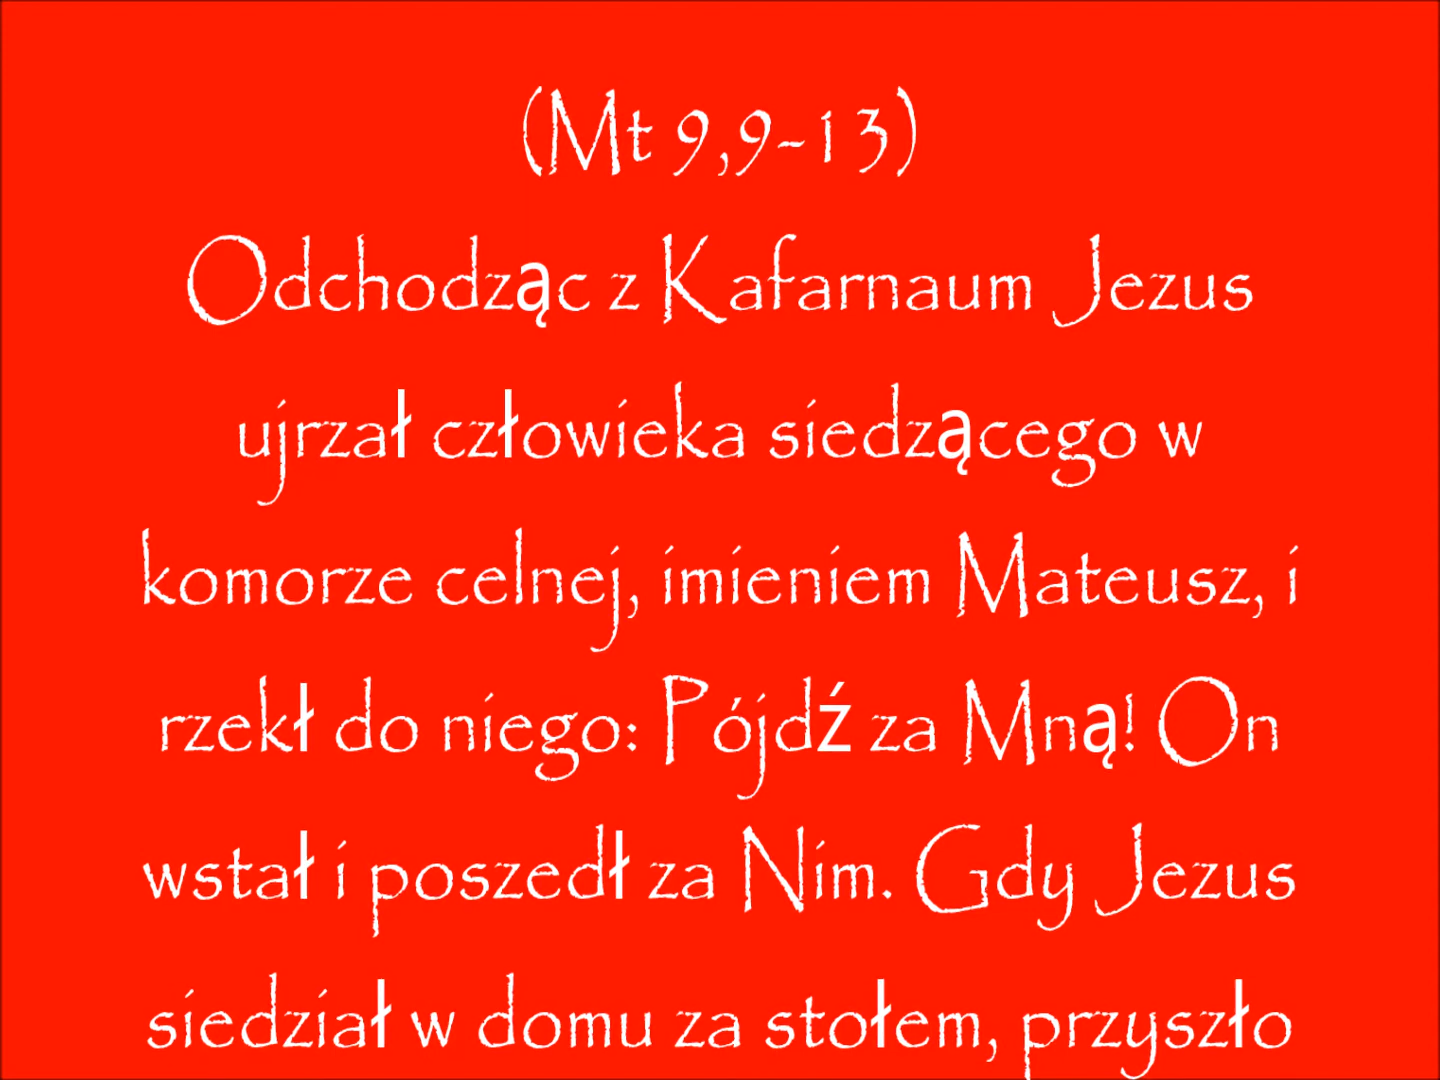 (Mt 9,9-13)
Odchodząc z Kafarnaum Jezus
ujrzał człowieka siedzącego w
komorze celnej, imieniem Mateusz, i
rzekł do niego: Pójdź za Mną! On
wstał i poszedł za Nim. Gdy Jezus
siedział w domu za stołem, przyszło